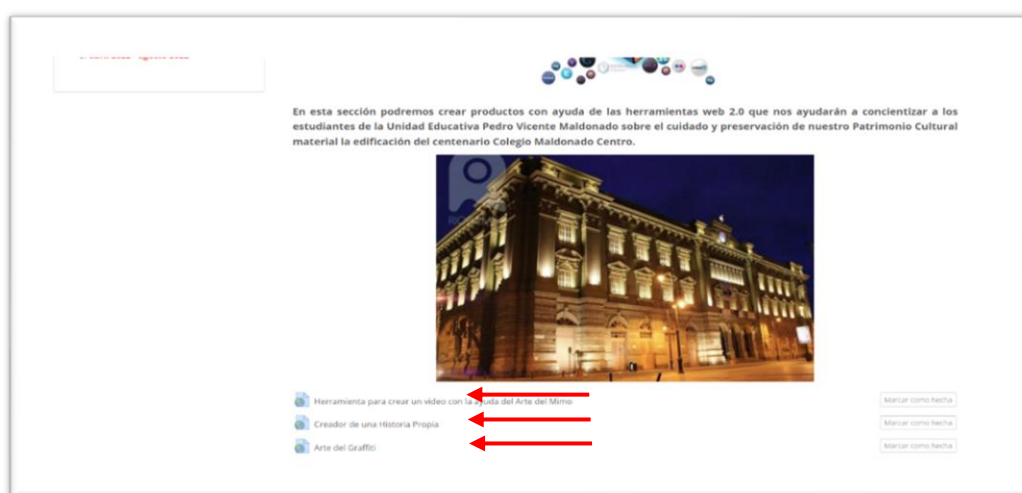 En esta sección podremos crear productos con ayuda de las herramientas web 2.0 que nos ayudarán a concientizar a los
estudiantes de la Unidad Educativa Pedro Vicente Maldonado sobre el cuidado y preservación de nuestro Patrimonio Cultural
material la edificación del centenario Colegio Maldonado Centro.
Herramienta para crear un video con la ayuda del Arte del Mimo
Marcar como hecha
Creador de una Historia Propia
Marcar como hecha
Arte del Graffiti
Marcar como hecha